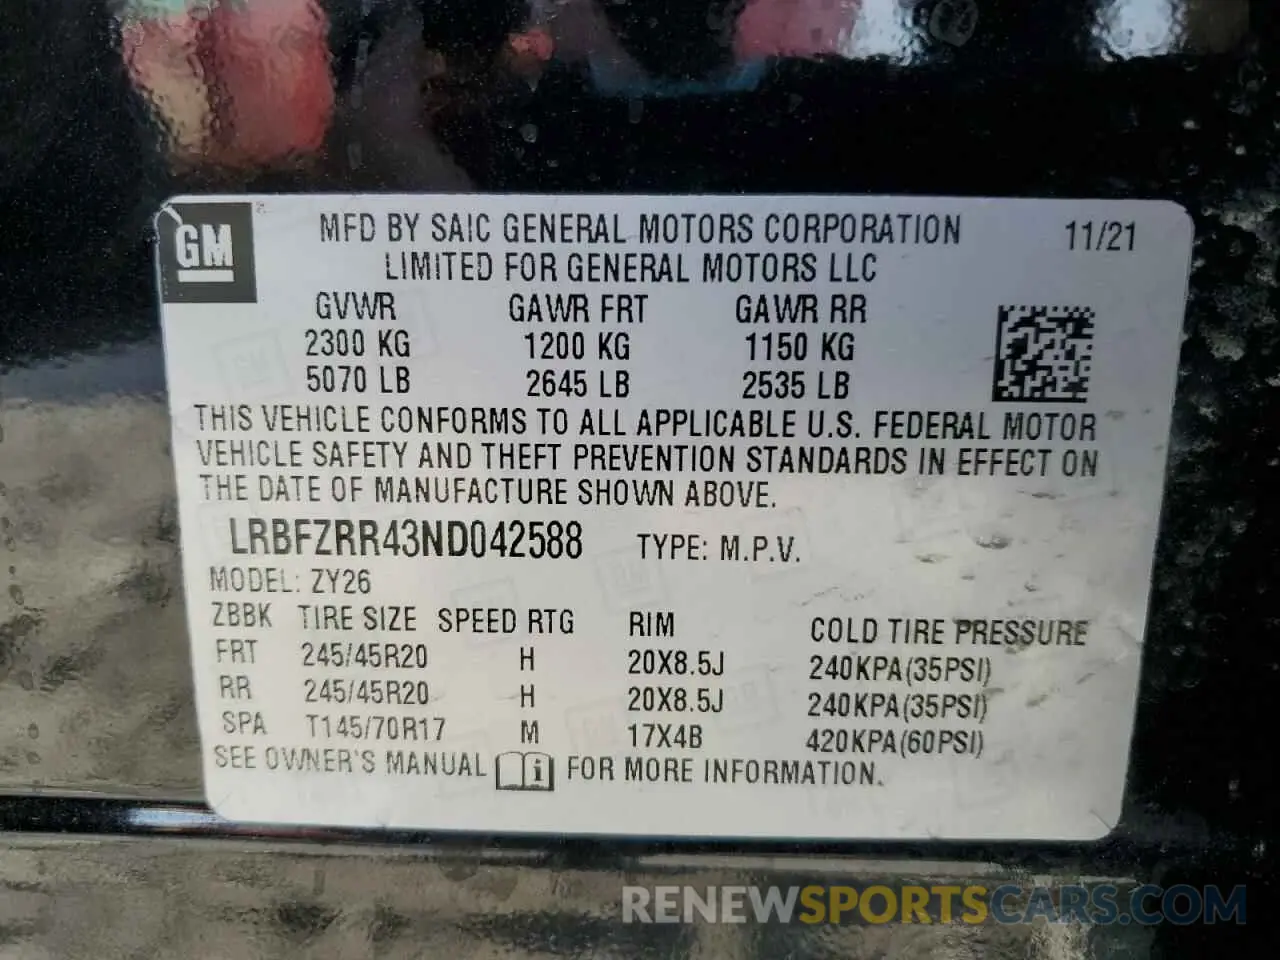 GM
MFD BY SAIC GENERAL MOTORS CORPORATION 11/21
LIMITED FOR GENERAL MOTORS LLC
GVWR GAWR FRT GAWR RR
2300 KG 1200 KG 1150 KG
5070 LB 2645 LB 2535 LB
THIS VEHICLE CONFORMS TO ALL APPLICABLE U.S. FEDERAL MOTOR
VEHICLE SAFETY AND THEFT PREVENTION STANDARDS IN EFFECT ON
THE DATE OF MANUFACTURE SHOWN ABOVE.
LRBFZRR43ND042588 TYPE: M.P.V.
MODEL: ZY26
ZBBK TIRE SIZE SPEED RTG RIM COLD TIRE PRESSURE
FRT 245/45R20 H 20X8.5J 240KPA(35PSI)
RR 245/45R20 H 20X8.5J 240KPA(35PSI)
SPA T145/70R17 M 17X4B 420KPA(60PSI)
SEE OWNER'S MANUAL i FOR MORE INFORMATION.
RENEWSPORTSCARS.COM